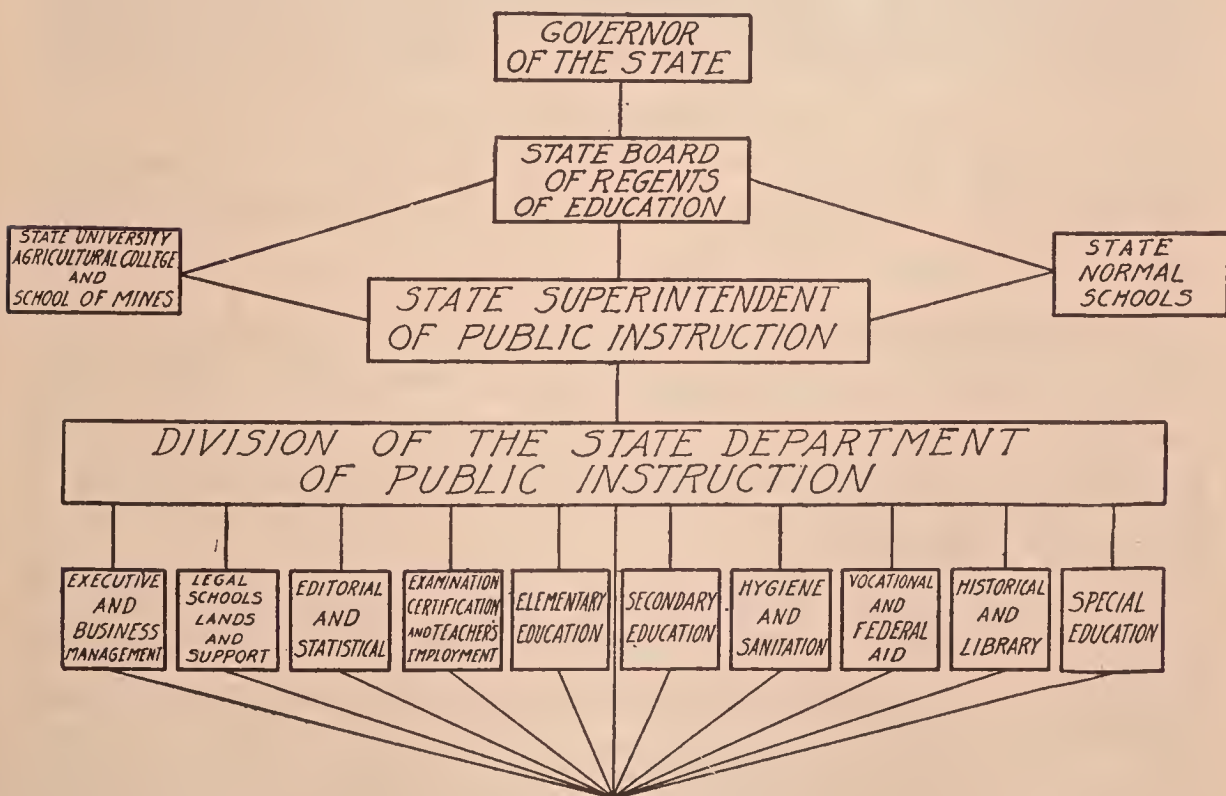 GOVERNOR
OF THE STATE
STATE BOARD
OF REGENTS
OF EDUCATION
STATE UNIVERSITY
AGRICULTURAL COLLEGE
AND
SCHOOL OF MINES
STATE
NORMAL
SCHOOLS
STATE SUPERINTENDENT
OF PUBLIC INSTRUCTION
DIVISION OF THE STATE DEPARTMENT
OF PUBLIC INSTRUCTION
EXECUTIVE
AND
BUSINESS
MANAGEMENT
LEGAL
SCHOOLS
LANDS
AND
SUPPORT
EDITORIAL
AND
STATISTICAL
EXAMINATION
CERTIFICATION
AND TEACHER'S
EMPLOYMENT
ELEMENTARY
EDUCATION
SECONDARY
EDUCATION
HYGIENE
AND
SANITATION
VOCATIONAL
AND
FEDERAL
AID
HISTORICAL
AND
LIBRARY
SPECIAL
EDUCATION